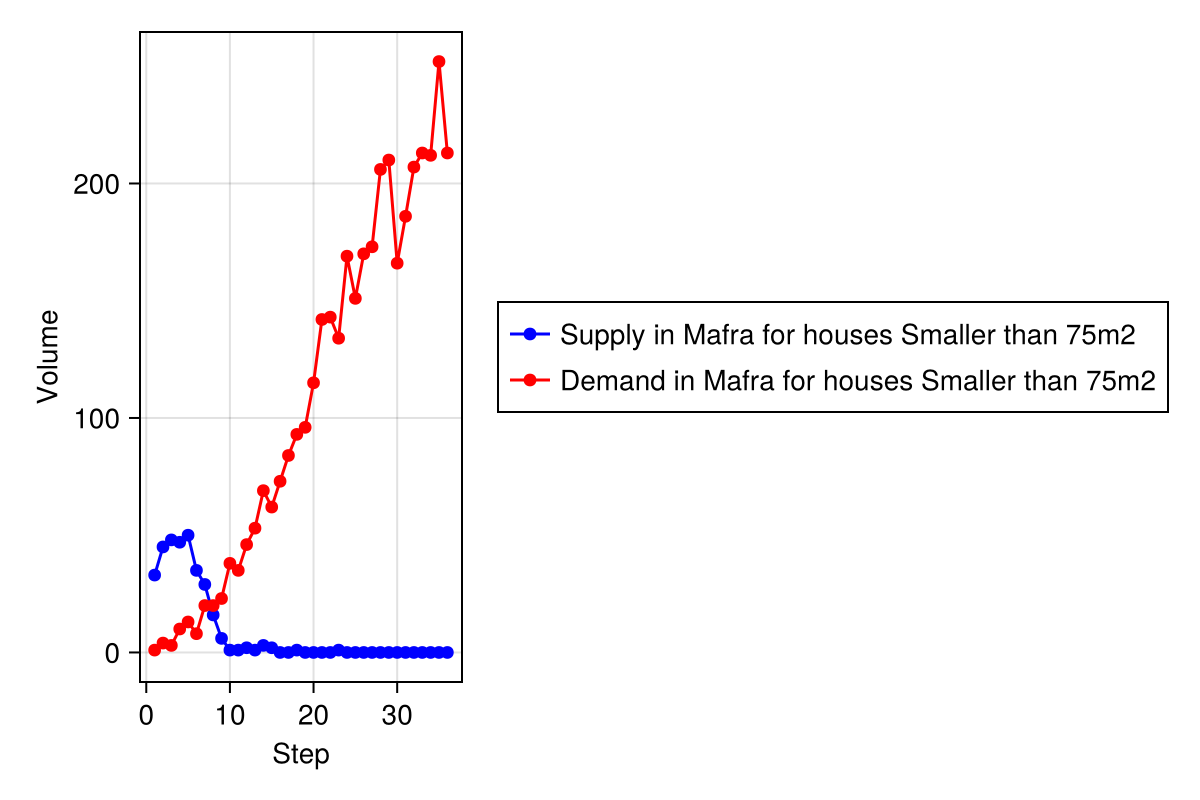 200
100
0
Volume
0 10 20 30
Step
Supply in Mafra for houses Smaller than 75m2
Demand in Mafra for houses Smaller than 75m2